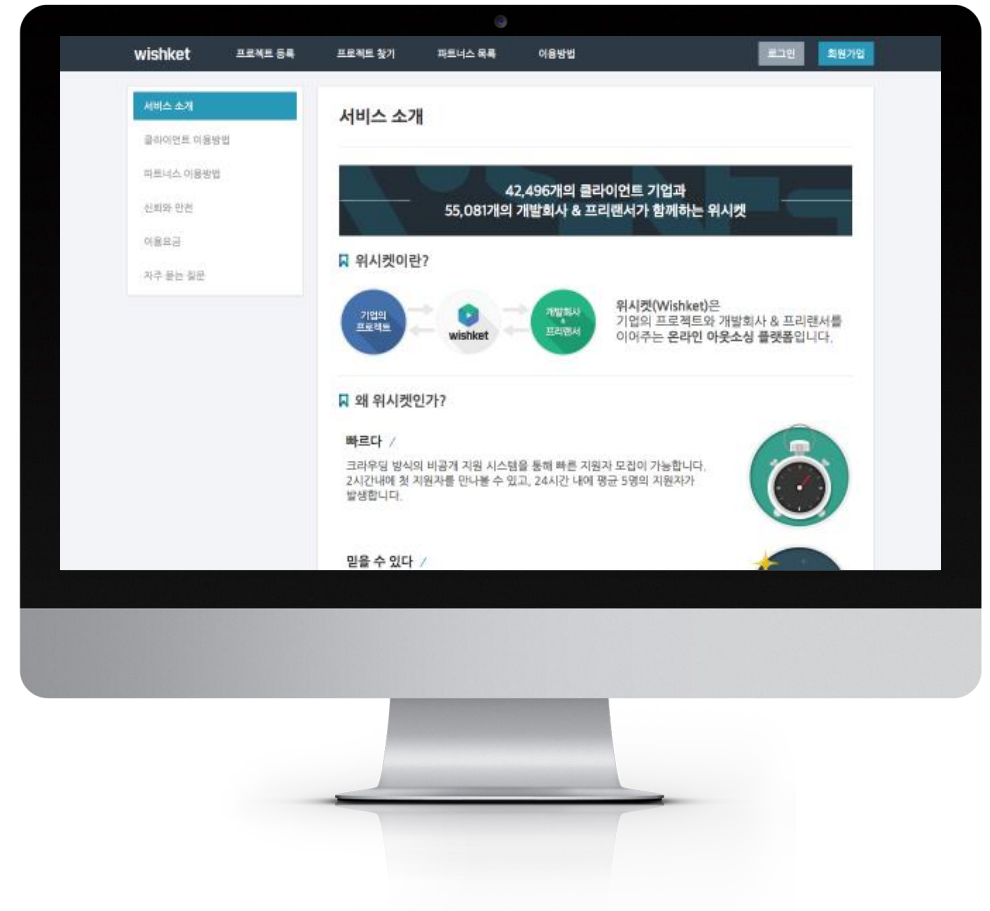 wishket 프로젝트 등록 프로젝트 찾기 파트너스 목록 이용방법 로그인 회원가입
서비스 소개
클라이언트 이용방법
파트너스 이용방법
신뢰와 안전
이용요금
자주 묻는 질문
서비스 소개
42,496개의 클라이언트 기업과
55,081개의 개발회사 & 프리랜서가 함께하는 위시켓
위시켓이란?
기업의
프로젝트
wishket
개발회사
&
프리랜서
위시켓(Wishket)은
기업의 프로젝트와 개발회사 & 프리랜서를
이어주는 온라인 아웃소싱 플랫폼입니다.
왜 위시켓인가?
빠르다 /
크라우딩 방식의 비공개 지원 시스템을 통해 빠른 지원자 모집이 가능합니다.
2시간내에 첫 지원자를 만나볼 수 있고, 24시간 내에 평균 5명의 지원자가
발생합니다.
믿을 수 있다 /